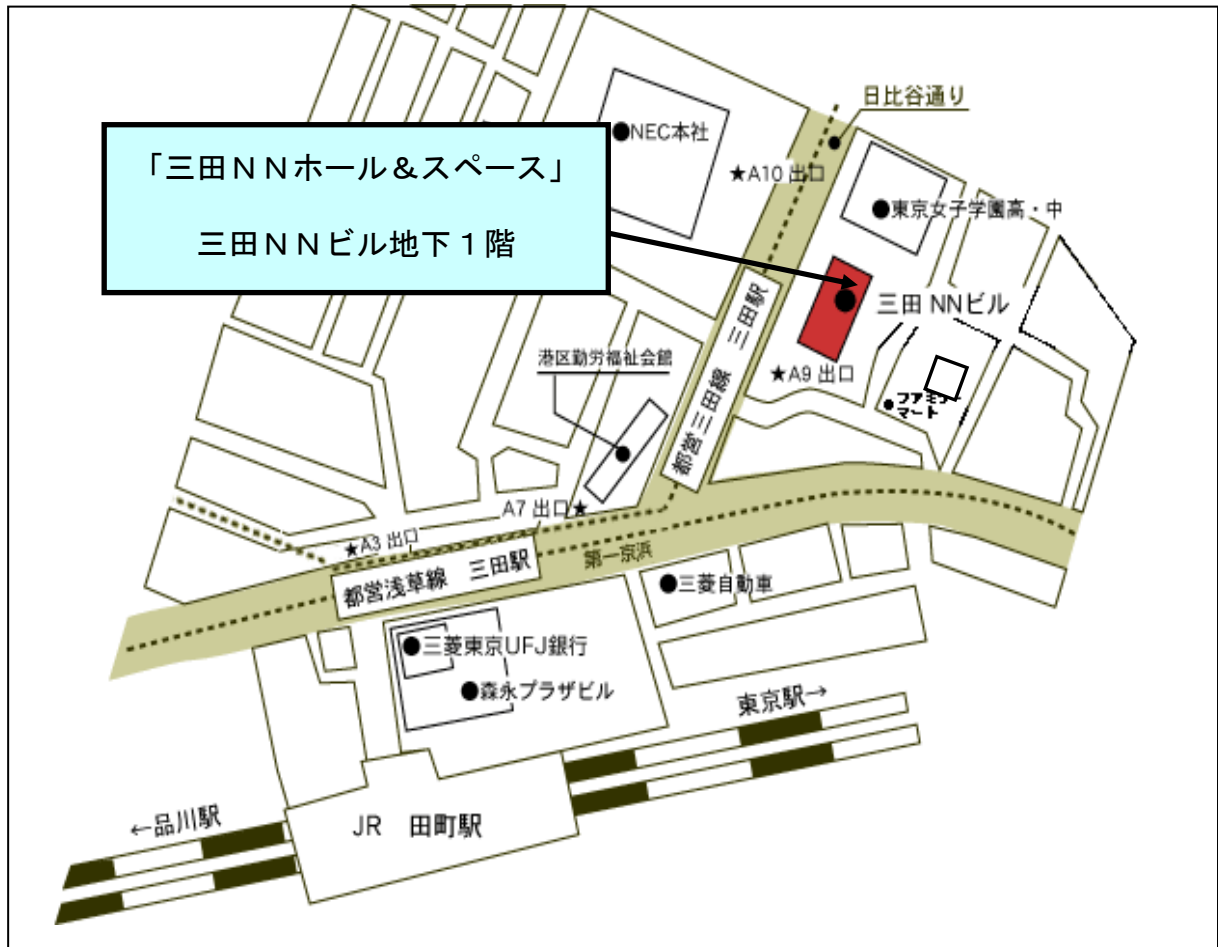 日比谷通り
●NEC本社
「三田ＮＮホール＆スペース」
三田ＮＮビル地下１階
★A10 出口
●東京女子学園高・中
三田 NNビル
都営三田線　三田駅
港区勤労福祉会館
★A9 出口
ファミリー
マート
A7 出口★
★A3 出口
都営浅草線　三田駅
第一京浜
●三菱自動車
●三菱東京UFJ銀行
●森永プラザビル
東京駅→
←品川駅
JR　田町駅